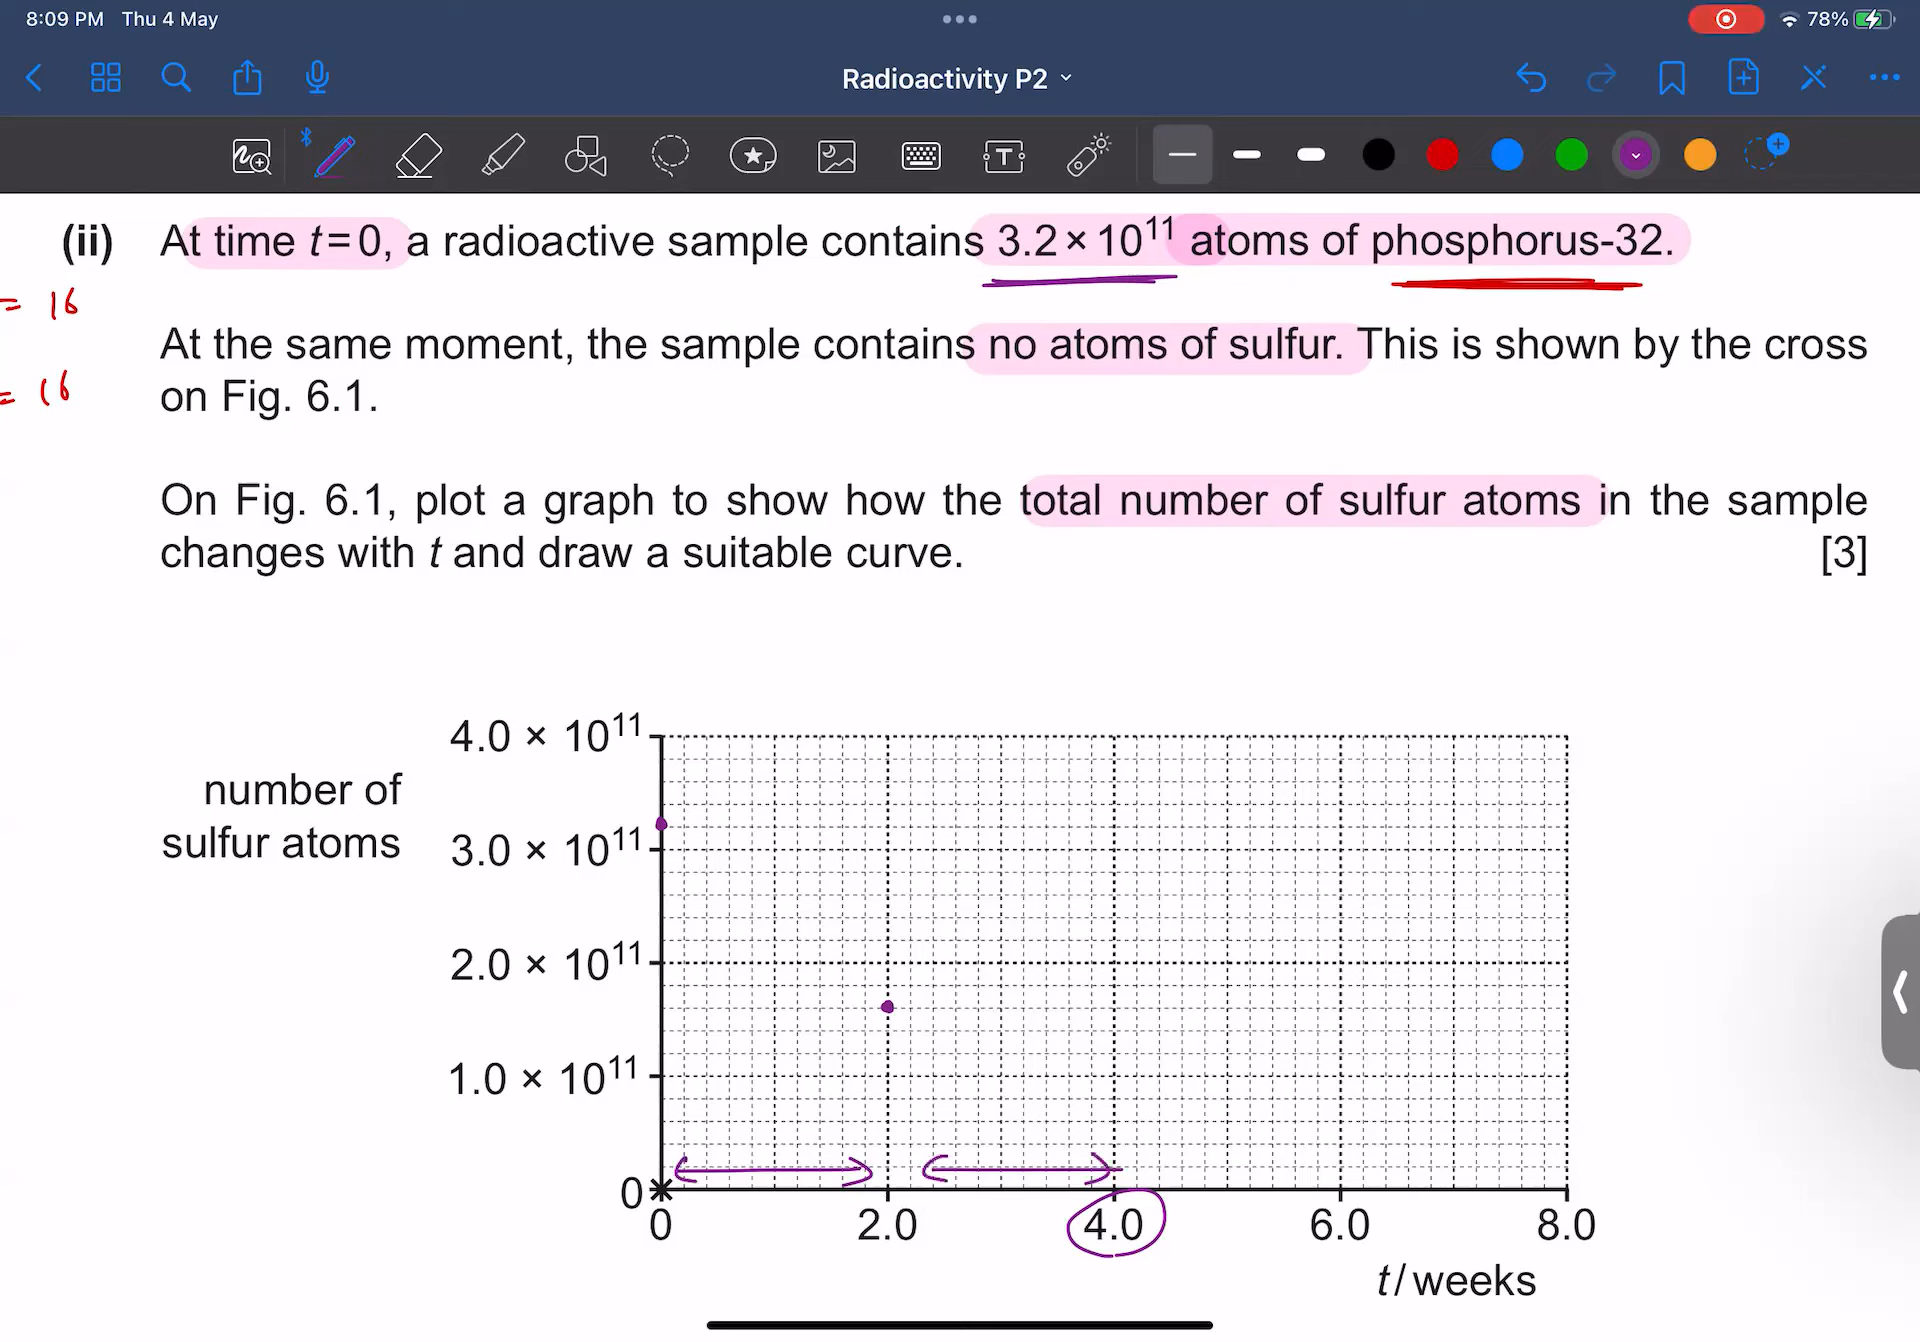 8:09 PM Thu 4 May
78%
Radioactivity P2
(ii) At time t=0, a radioactive sample contains 3.2 × 10¹¹ atoms of phosphorus-32.
= 16
At the same moment, the sample contains no atoms of sulfur. This is shown by the cross
= 16
on Fig. 6.1.
On Fig. 6.1, plot a graph to show how the total number of sulfur atoms in the sample
changes with t and draw a suitable curve. [3]
4.0 × 10¹¹
number of
sulfur atoms
3.0 × 10¹¹
2.0 × 10¹¹
1.0 × 10¹¹
0
0 2.0 4.0 6.0 8.0
t/weeks